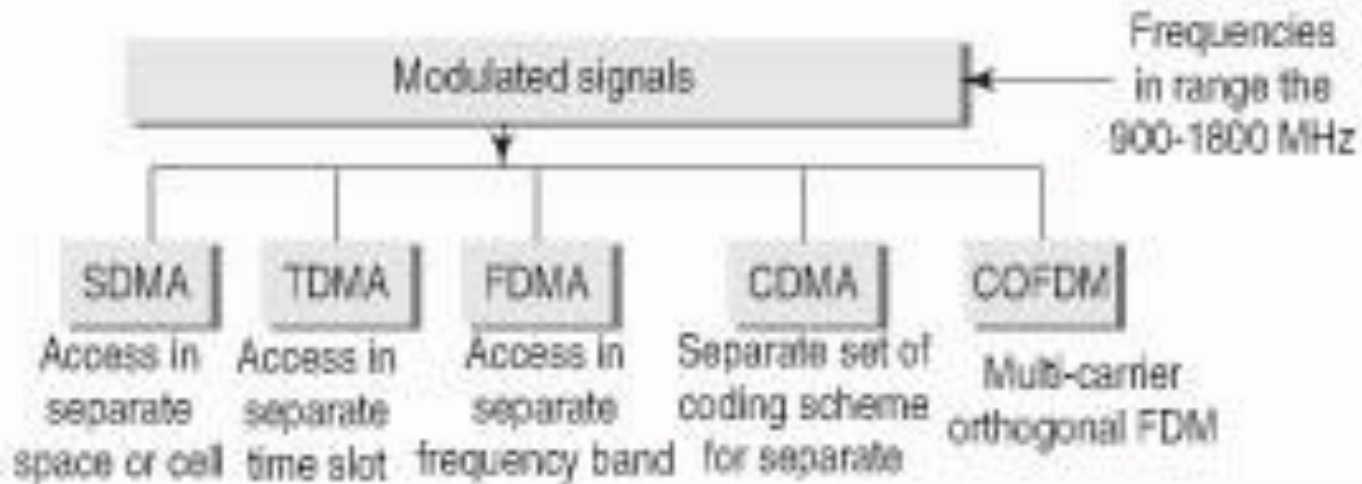 Frequencies
in range the
900-1800 MHz
Modulated signals
SDMA
Access in
separate
space or cell
TDMA
Access in
separate
time slot
FDMA
Access in
separate
frequency band
CDMA
Separate set of
coding scheme
for separate
COFDM
Multi-carrier
orthogonal FDM